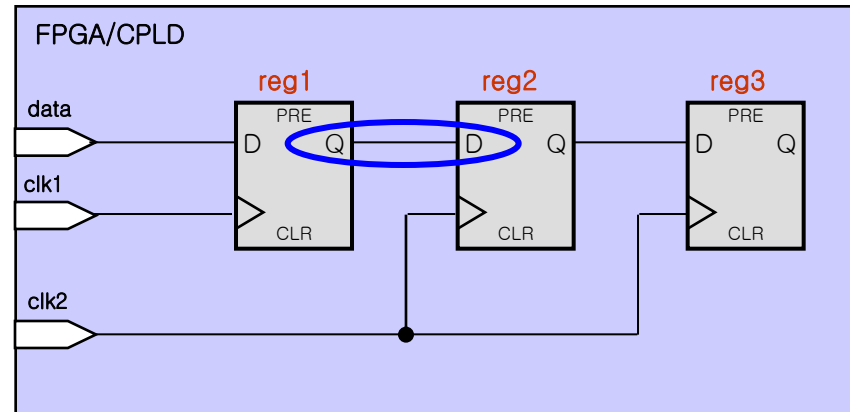 FPGA/CPLD
reg1 reg2 reg3
data
PRE PRE PRE
D Q D Q D Q
clk1
CLR CLR CLR
clk2